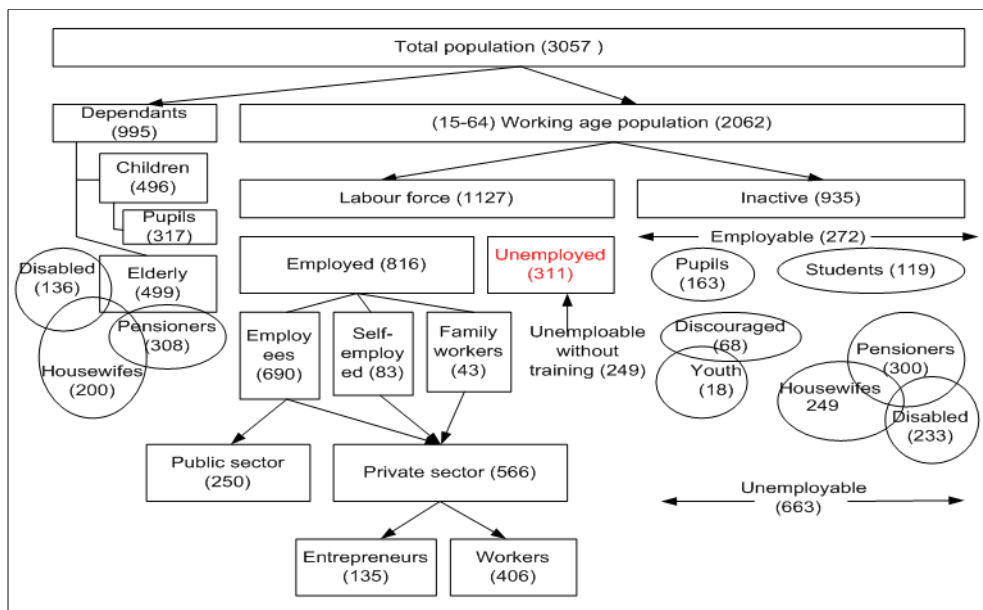 Total population (3057 )
Dependants
(995)
(15-64) Working age population (2062)
Children
(496)
Pupils
(317)
Labour force (1127)
Inactive (935)
Employable (272)
Disabled
(136)
Elderly
(499)
Pensioners
(308)
Housewifes
(200)
Employed (816)
Unemployed
(311)
Pupils
(163)
Students (119)
Employ
ees
(690)
Self-
employ
ed (83)
Family
workers
(43)
Unemploable
without
training (249)
Discouraged
(68)
Youth
(18)
Pensioners
(300)
Housewifes
249
Disabled
(233)
Public sector
(250)
Private sector (566)
Unemployable
(663)
Entrepreneurs
(135)
Workers
(406)